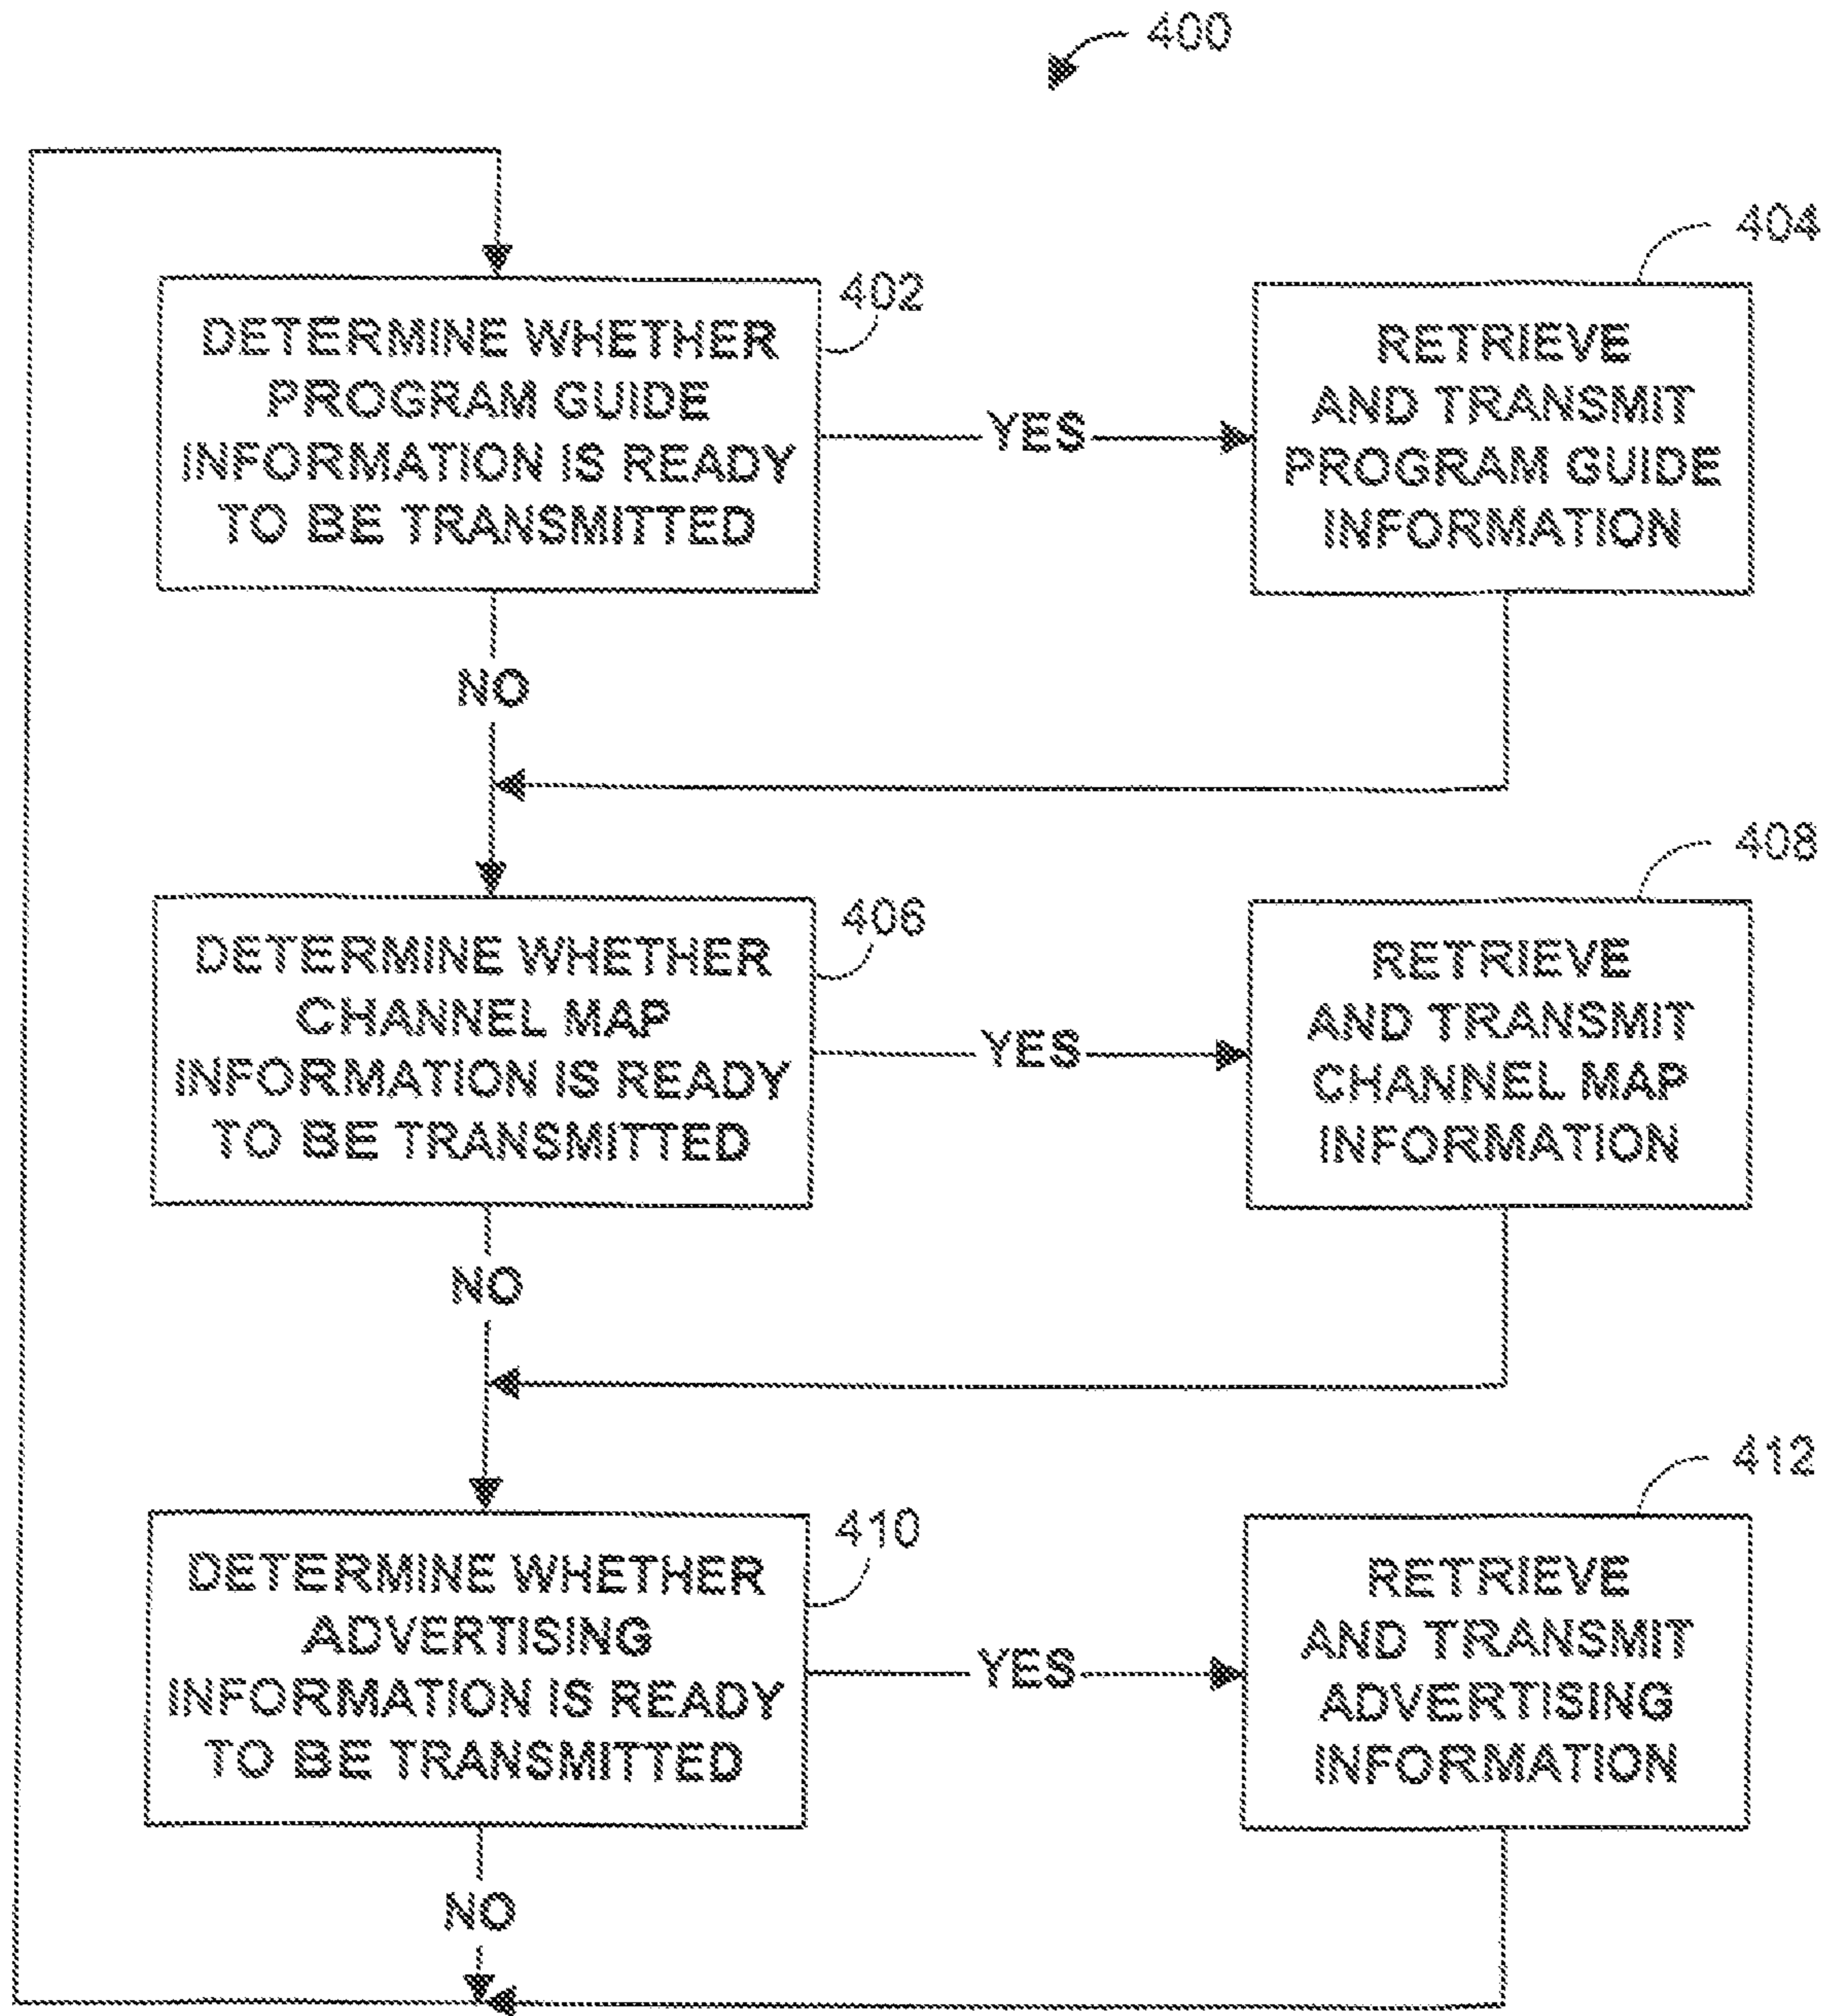 400
402
DETERMINE WHETHER
PROGRAM GUIDE
INFORMATION IS READY
TO BE TRANSMITTED
YES
404
RETRIEVE
AND TRANSMIT
PROGRAM GUIDE
INFORMATION
NO
406
DETERMINE WHETHER
CHANNEL MAP
INFORMATION IS READY
TO BE TRANSMITTED
YES
408
RETRIEVE
AND TRANSMIT
CHANNEL MAP
INFORMATION
NO
410
DETERMINE WHETHER
ADVERTISING
INFORMATION IS READY
TO BE TRANSMITTED
YES
412
RETRIEVE
AND TRANSMIT
ADVERTISING
INFORMATION
NO